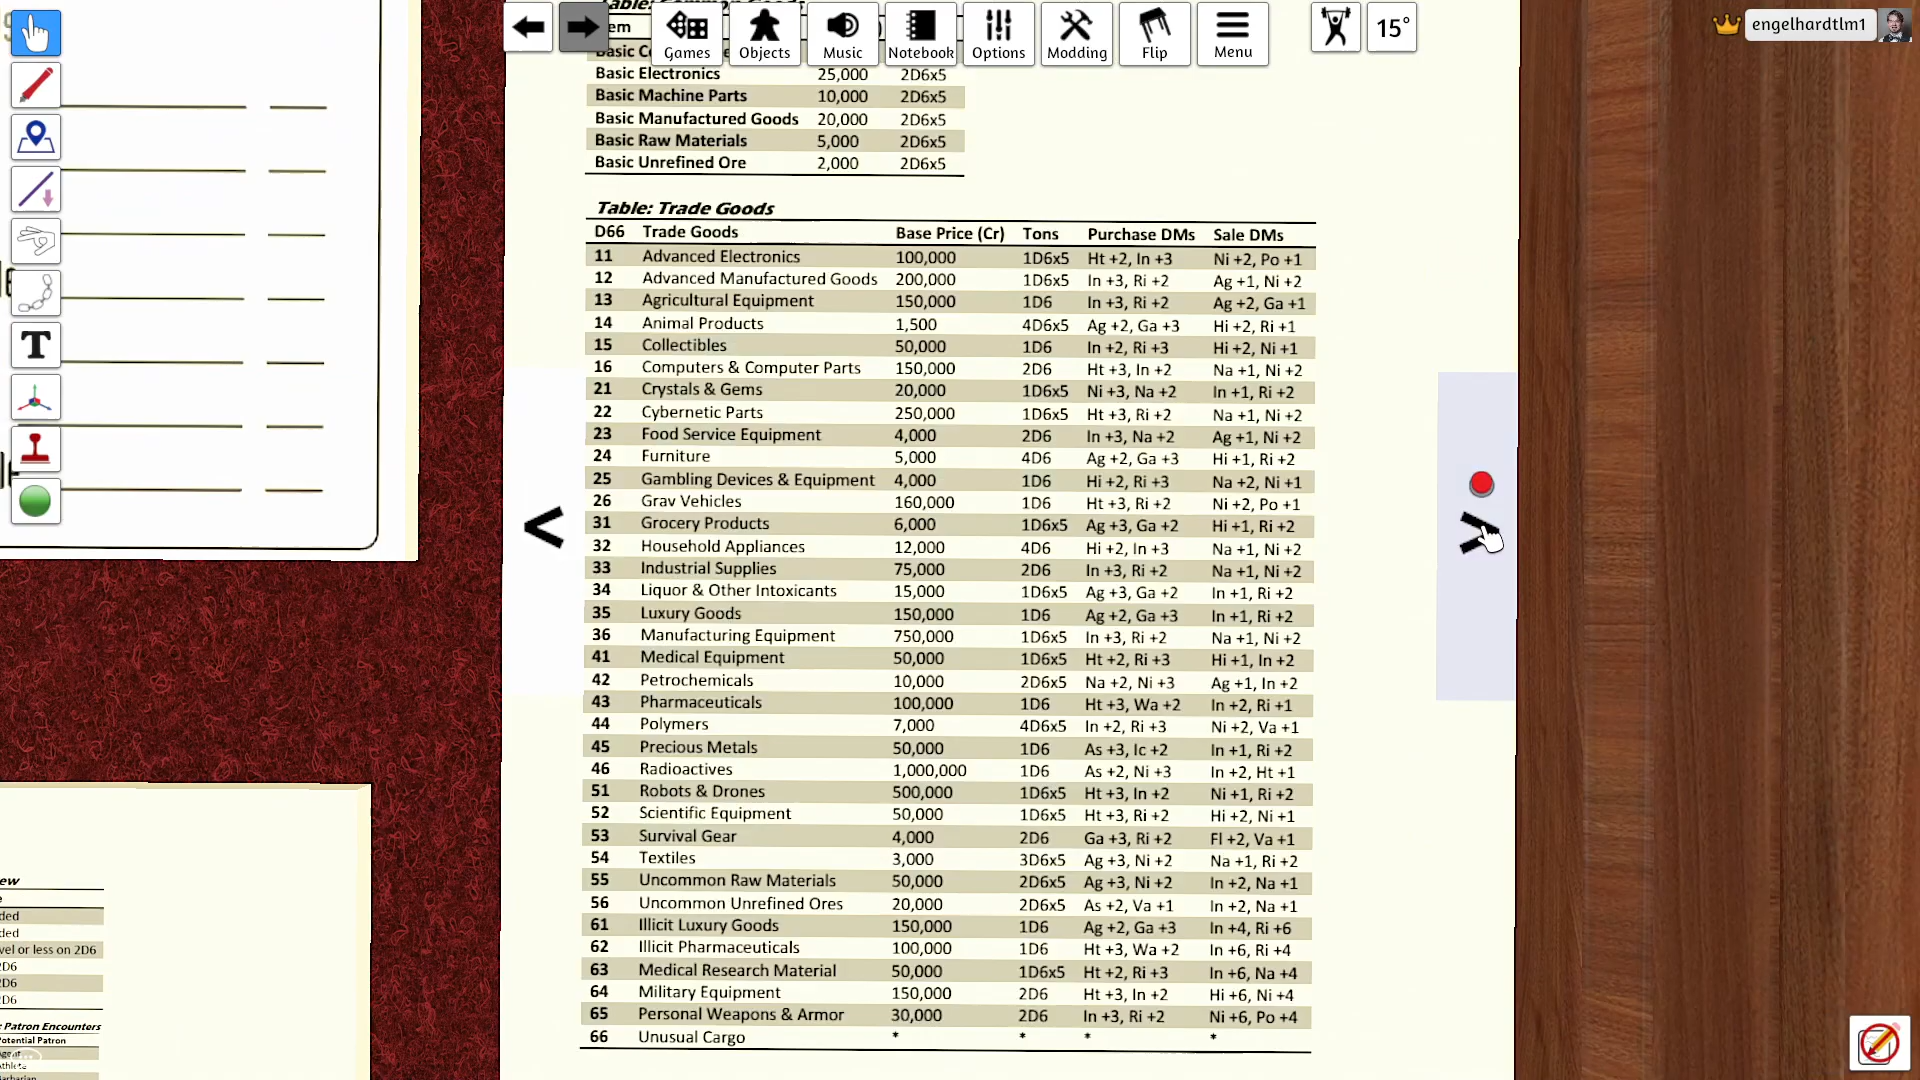 Table: Common Goods
Games
Objects
Music
Notebook
Options
Modding
Flip
Menu
15°
engelhardtlm1
T
Basic Electronics 25,000 2D6x5
Basic Machine Parts 10,000 2D6x5
Basic Manufactured Goods 20,000 2D6x5
Basic Raw Materials 5,000 2D6x5
Basic Unrefined Ore 2,000 2D6x5
Table: Trade Goods
D66 Trade Goods Base Price (Cr) Tons Purchase DMs Sale DMs
11 Advanced Electronics 100,000 1D6x5 Ht +2, In +3 Ni +2, Po +1
12 Advanced Manufactured Goods 200,000 1D6x5 In +3, Ri +2 Ag +1, Ni +2
13 Agricultural Equipment 150,000 1D6 In +3, Ri +2 Ag +2, Ga +1
14 Animal Products 1,500 4D6x5 Ag +2, Ga +3 Hi +2, Ri +1
15 Collectibles 50,000 1D6 In +2, Ri +3 Hi +2, Ni +1
16 Computers & Computer Parts 150,000 2D6 Ht +3, In +2 Na +1, Ni +2
21 Crystals & Gems 20,000 1D6x5 Ni +3, Na +2 In +1, Ri +2
22 Cybernetic Parts 250,000 1D6x5 Ht +3, Ri +2 Na +1, Ni +2
23 Food Service Equipment 4,000 2D6 In +3, Na +2 Ag +1, Ni +2
24 Furniture 5,000 4D6 Ag +2, Ga +3 Hi +1, Ri +2
25 Gambling Devices & Equipment 4,000 1D6 Hi +2, Ri +3 Na +2, Ni +1
26 Grav Vehicles 160,000 1D6 Ht +3, Ri +2 Ni +2, Po +1
31 Grocery Products 6,000 1D6x5 Ag +3, Ga +2 Hi +1, Ri +2
32 Household Appliances 12,000 4D6 Hi +2, In +3 Na +1, Ni +2
33 Industrial Supplies 75,000 2D6 In +3, Ri +2 Na +1, Ni +2
34 Liquor & Other Intoxicants 15,000 1D6x5 Ag +3, Ga +2 In +1, Ri +2
35 Luxury Goods 150,000 1D6 Ag +2, Ga +3 In +1, Ri +2
36 Manufacturing Equipment 750,000 1D6x5 In +3, Ri +2 Na +1, Ni +2
41 Medical Equipment 50,000 1D6x5 Ht +2, Ri +3 Hi +1, In +2
42 Petrochemicals 10,000 2D6x5 Na +2, Ni +3 Ag +1, In +2
43 Pharmaceuticals 100,000 1D6 Ht +3, Wa +2 In +2, Ri +1
44 Polymers 7,000 4D6x5 In +2, Ri +3 Ni +2, Va +1
45 Precious Metals 50,000 1D6 As +3, Ic +2 In +1, Ri +2
46 Radioactives 1,000,000 1D6 As +2, Ni +3 In +2, Ht +1
51 Robots & Drones 500,000 1D6x5 Ht +3, In +2 Ni +1, Ri +2
52 Scientific Equipment 50,000 1D6x5 Ht +3, Ri +2 Hi +2, Ni +1
53 Survival Gear 4,000 2D6 Ga +3, Ri +2 Fl +2, Va +1
54 Textiles 3,000 3D6x5 Ag +3, Ni +2 Na +1, Ri +2
55 Uncommon Raw Materials 50,000 2D6x5 Ag +3, Ni +2 In +2, Na +1
56 Uncommon Unrefined Ores 20,000 2D6x5 As +2, Va +1 In +2, Na +1
61 Illicit Luxury Goods 150,000 1D6 Ag +2, Ga +3 In +4, Ri +6
62 Illicit Pharmaceuticals 100,000 1D6 Ht +3, Wa +2 In +6, Ri +4
63 Medical Research Material 50,000 1D6x5 Ht +2, Ri +3 In +6, Na +4
64 Military Equipment 150,000 2D6 Ht +3, In +2 Hi +6, Ni +4
65 Personal Weapons & Armor 30,000 2D6 In +3, Ri +2 Ni +6, Po +4
66 Unusual Cargo * * * *
<
>
ew
ded
ded
vel or less on 2D6
2D6
2D6
2D6
Patron Encounters
Potential Patron
Agent
Athlete
Barbarian